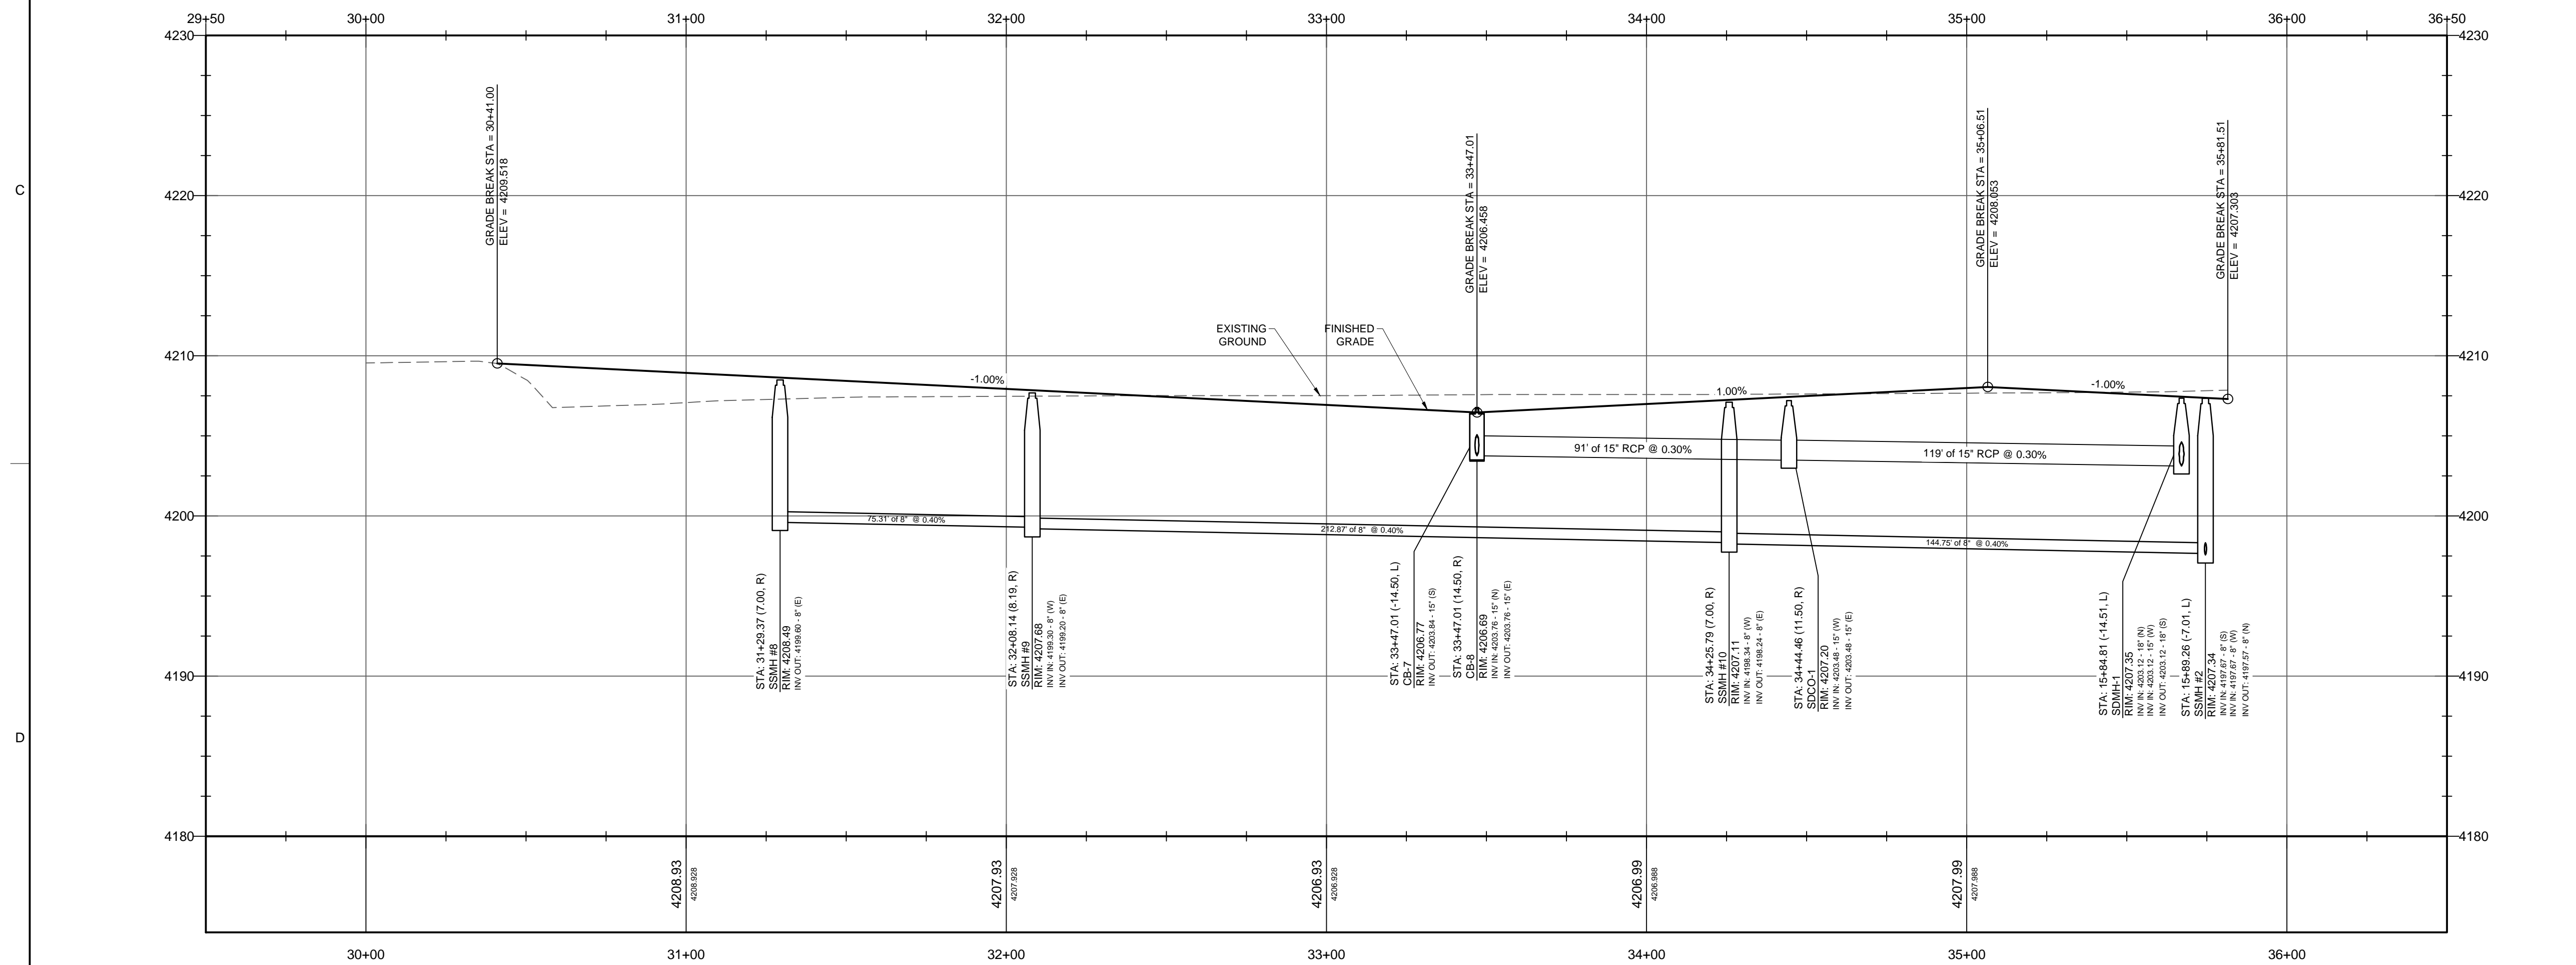 29+50 30+00 31+00 32+00 33+00 34+00 35+00 36+00 36+50
4230 4230
C
4220 4220
GRADE BREAK STA = 30+41.00
ELEV = 4209.518
GRADE BREAK STA = 33+47.01
ELEV = 4206.458
GRADE BREAK STA = 35+06.51
ELEV = 4208.053
GRADE BREAK STA = 35+81.51
ELEV = 4207.303
EXISTING
GROUND
FINISHED
GRADE
4210 4210
-1.00%
1.00%
-1.00%
91' of 15" RCP @ 0.30%
119' of 15" RCP @ 0.30%
4200 4200
75.31' of 8" @ 0.40%
212.87' of 8" @ 0.40%
144.75' of 8" @ 0.40%
STA: 31+29.37 (7.00, R)
SSMH #8
RIM: 4208.49
INV OUT: 4199.60 - 8" (E)
STA: 32+08.14 (8.19, R)
SSMH #9
RIM: 4207.68
INV IN: 4199.30 - 8" (W)
INV OUT: 4199.20 - 8" (E)
STA: 33+47.01 (-14.50, L)
CB-7
RIM: 4206.77
INV OUT: 4203.84 - 15" (S)
STA: 33+47.01 (14.50, R)
CB-8
RIM: 4206.69
INV IN: 4203.76 - 15" (N)
INV OUT: 4203.76 - 15" (E)
STA: 34+25.79 (7.00, R)
SSMH #10
RIM: 4207.11
INV IN: 4198.34 - 8" (W)
INV OUT: 4198.24 - 8" (E)
STA: 34+44.46 (11.50, R)
SDCO-1
RIM: 4207.20
INV IN: 4203.48 - 15" (W)
INV OUT: 4203.48 - 15" (E)
STA: 15+84.81 (-14.51, L)
SDMH-1
RIM: 4207.35
INV IN: 4203.12 - 18" (N)
INV IN: 4203.12 - 15" (W)
INV OUT: 4203.12 - 18" (S)
STA: 15+89.26 (-7.01, L)
SSMH #2
RIM: 4207.34
INV IN: 4197.67 - 8" (S)
INV IN: 4197.67 - 8" (W)
INV OUT: 4197.57 - 8" (N)
4190 4190
D
4180 4180
4208.93
4208.928
4207.93
4207.928
4206.93
4206.928
4206.99
4206.988
4207.99
4207.988
30+00 31+00 32+00 33+00 34+00 35+00 36+00